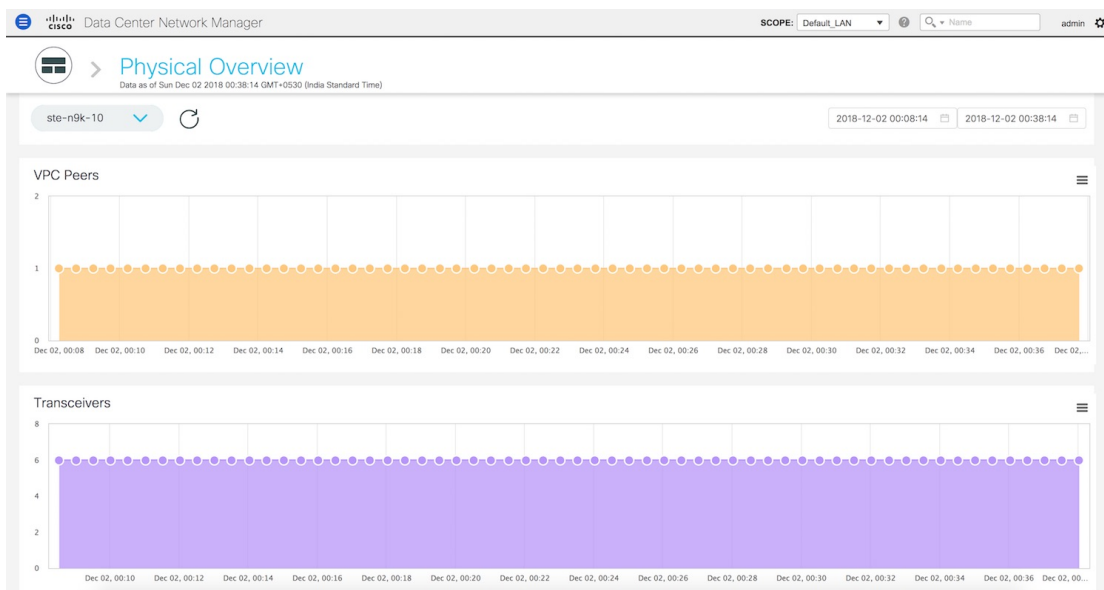 cisco Data Center Network Manager SCOPE: Default_LAN Name admin
Physical Overview
Data as of Sun Dec 02 2018 00:38:14 GMT+0530 (India Standard Time)
ste-n9k-10 2018-12-02 00:08:14 2018-12-02 00:38:14
VPC Peers
2
1
0
Dec 02, 00:08 Dec 02, 00:10 Dec 02, 00:12 Dec 02, 00:14 Dec 02, 00:16 Dec 02, 00:18 Dec 02, 00:20 Dec 02, 00:22 Dec 02, 00:24 Dec 02, 00:26 Dec 02, 00:28 Dec 02, 00:30 Dec 02, 00:32 Dec 02, 00:34 Dec 02, 00:36 Dec 02,...
Transceivers
8
6
4
2
0
Dec 02, 00:10 Dec 02, 00:12 Dec 02, 00:14 Dec 02, 00:16 Dec 02, 00:18 Dec 02, 00:20 Dec 02, 00:22 Dec 02, 00:24 Dec 02, 00:26 Dec 02, 00:28 Dec 02, 00:30 Dec 02, 00:32 Dec 02, 00:34 Dec 02, 00:36 Dec 02, 00...